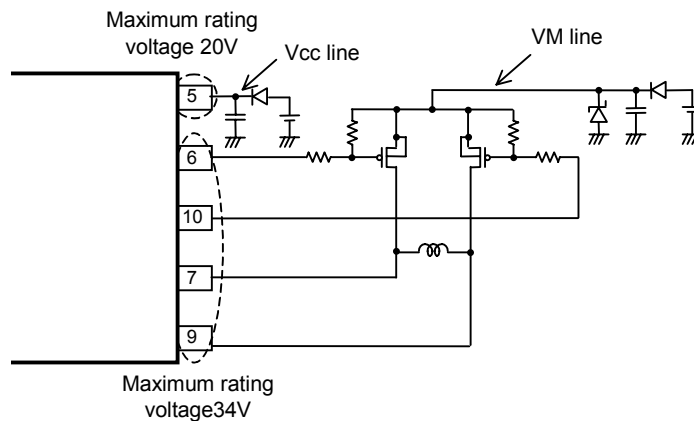 Maximum rating
voltage 20V
Vcc line
VM line
5
6
10
7
9
Maximum rating
voltage34V